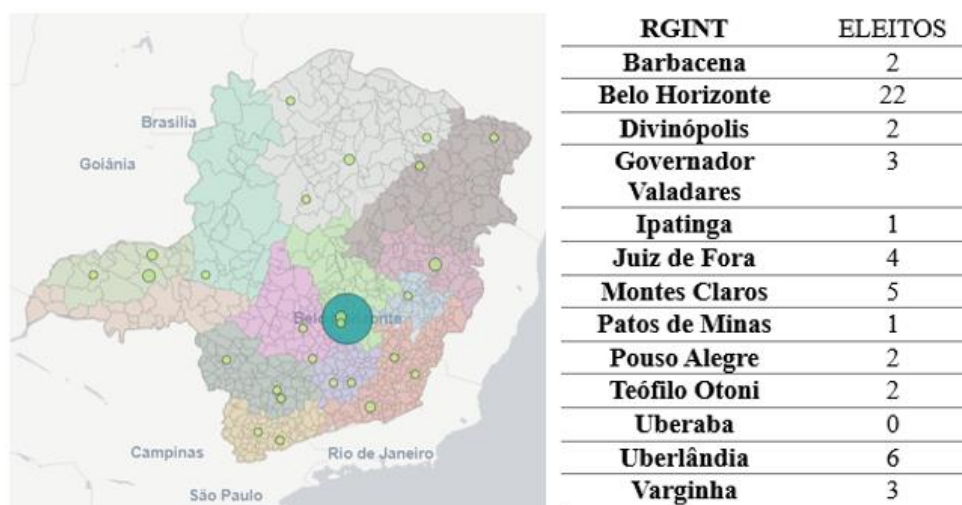 Brasilia
Goiânia
Belo Horizonte
Campinas
Rio de Janeiro
São Paulo
RGINT ELEITOS
Barbacena 2
Belo Horizonte 22
Divinópolis 2
Governador 3
Valadares
Ipatinga 1
Juiz de Fora 4
Montes Claros 5
Patos de Minas 1
Pouso Alegre 2
Teófilo Otoni 2
Uberaba 0
Uberlândia 6
Varginha 3